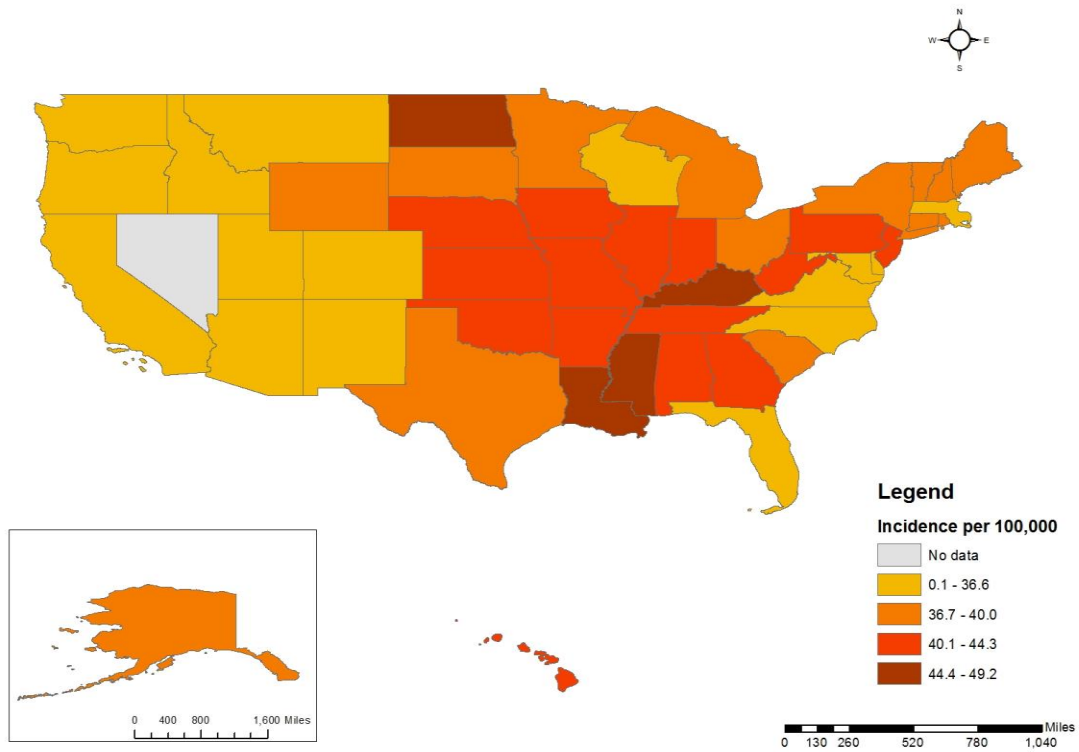 N
W E
S
Legend
Incidence per 100,000
No data
0.1 - 36.6
36.7 - 40.0
40.1 - 44.3
44.4 - 49.2
0 400 800 1,600 Miles
Miles
0 130 260 520 780 1,040